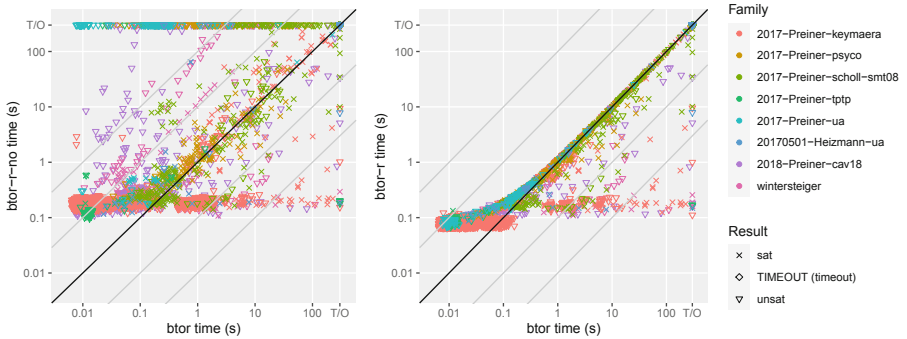 T/O
100
10
1
0.1
0.01
btor-r-no time (s)
0.01
0.1
1
10
100
T/O
btor time (s)
T/O
100
10
1
0.1
0.01
btor-r time (s)
0.01
0.1
1
10
100
T/O
btor time (s)
Family
2017-Preiner-keymaera
2017-Preiner-psyco
2017-Preiner-scholl-smt08
2017-Preiner-tptp
2017-Preiner-ua
20170501-Heizmann-ua
2018-Preiner-cav18
wintersteiger
Result
sat
TIMEOUT (timeout)
unsat